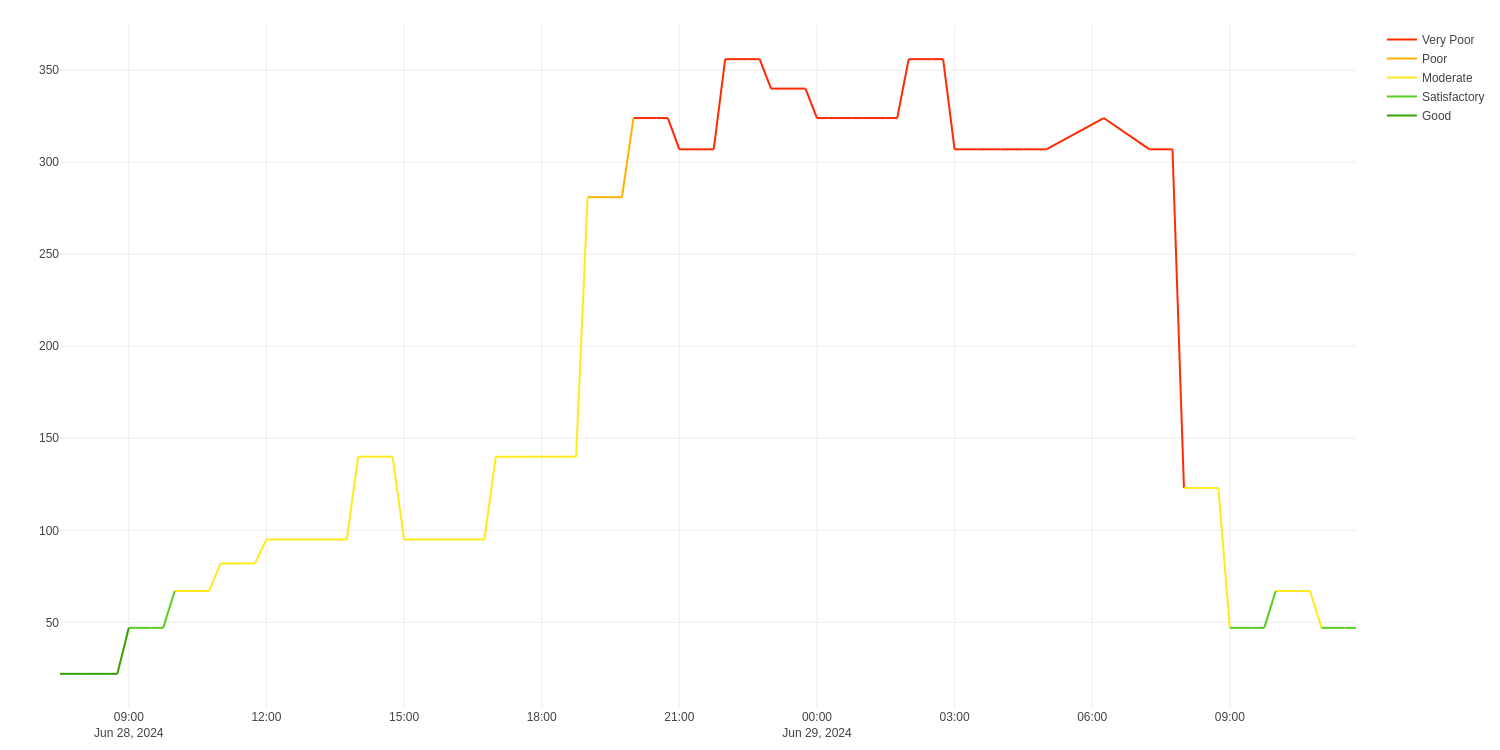 350
300
250
200
150
100
50
09:00
Jun 28, 2024
12:00
15:00
18:00
21:00
00:00
Jun 29, 2024
03:00
06:00
09:00
Very Poor
Poor
Moderate
Satisfactory
Good